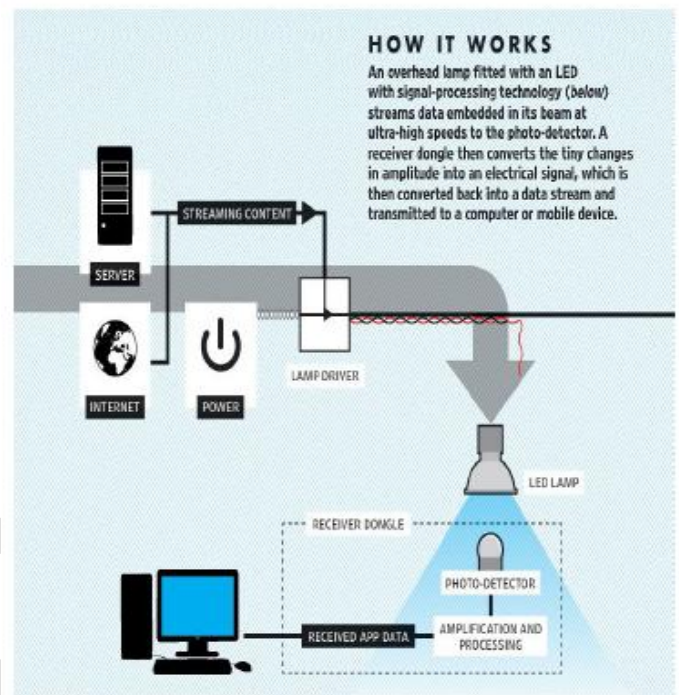 HOW IT WORKS
An overhead lamp fitted with an LED
with signal-processing technology (below)
streams data embedded in its beam at
ultra-high speeds to the photo-detector. A
receiver dongle then converts the tiny changes
in amplitude into an electrical signal, which is
then converted back into a data stream and
transmitted to a computer or mobile device.
STREAMING CONTENT
SERVER
LAMP DRIVER
INTERNET
POWER
LED LAMP
RECEIVER DONGLE
PHOTO-DETECTOR
RECEIVED APP DATA
AMPLIFICATION AND
PROCESSING